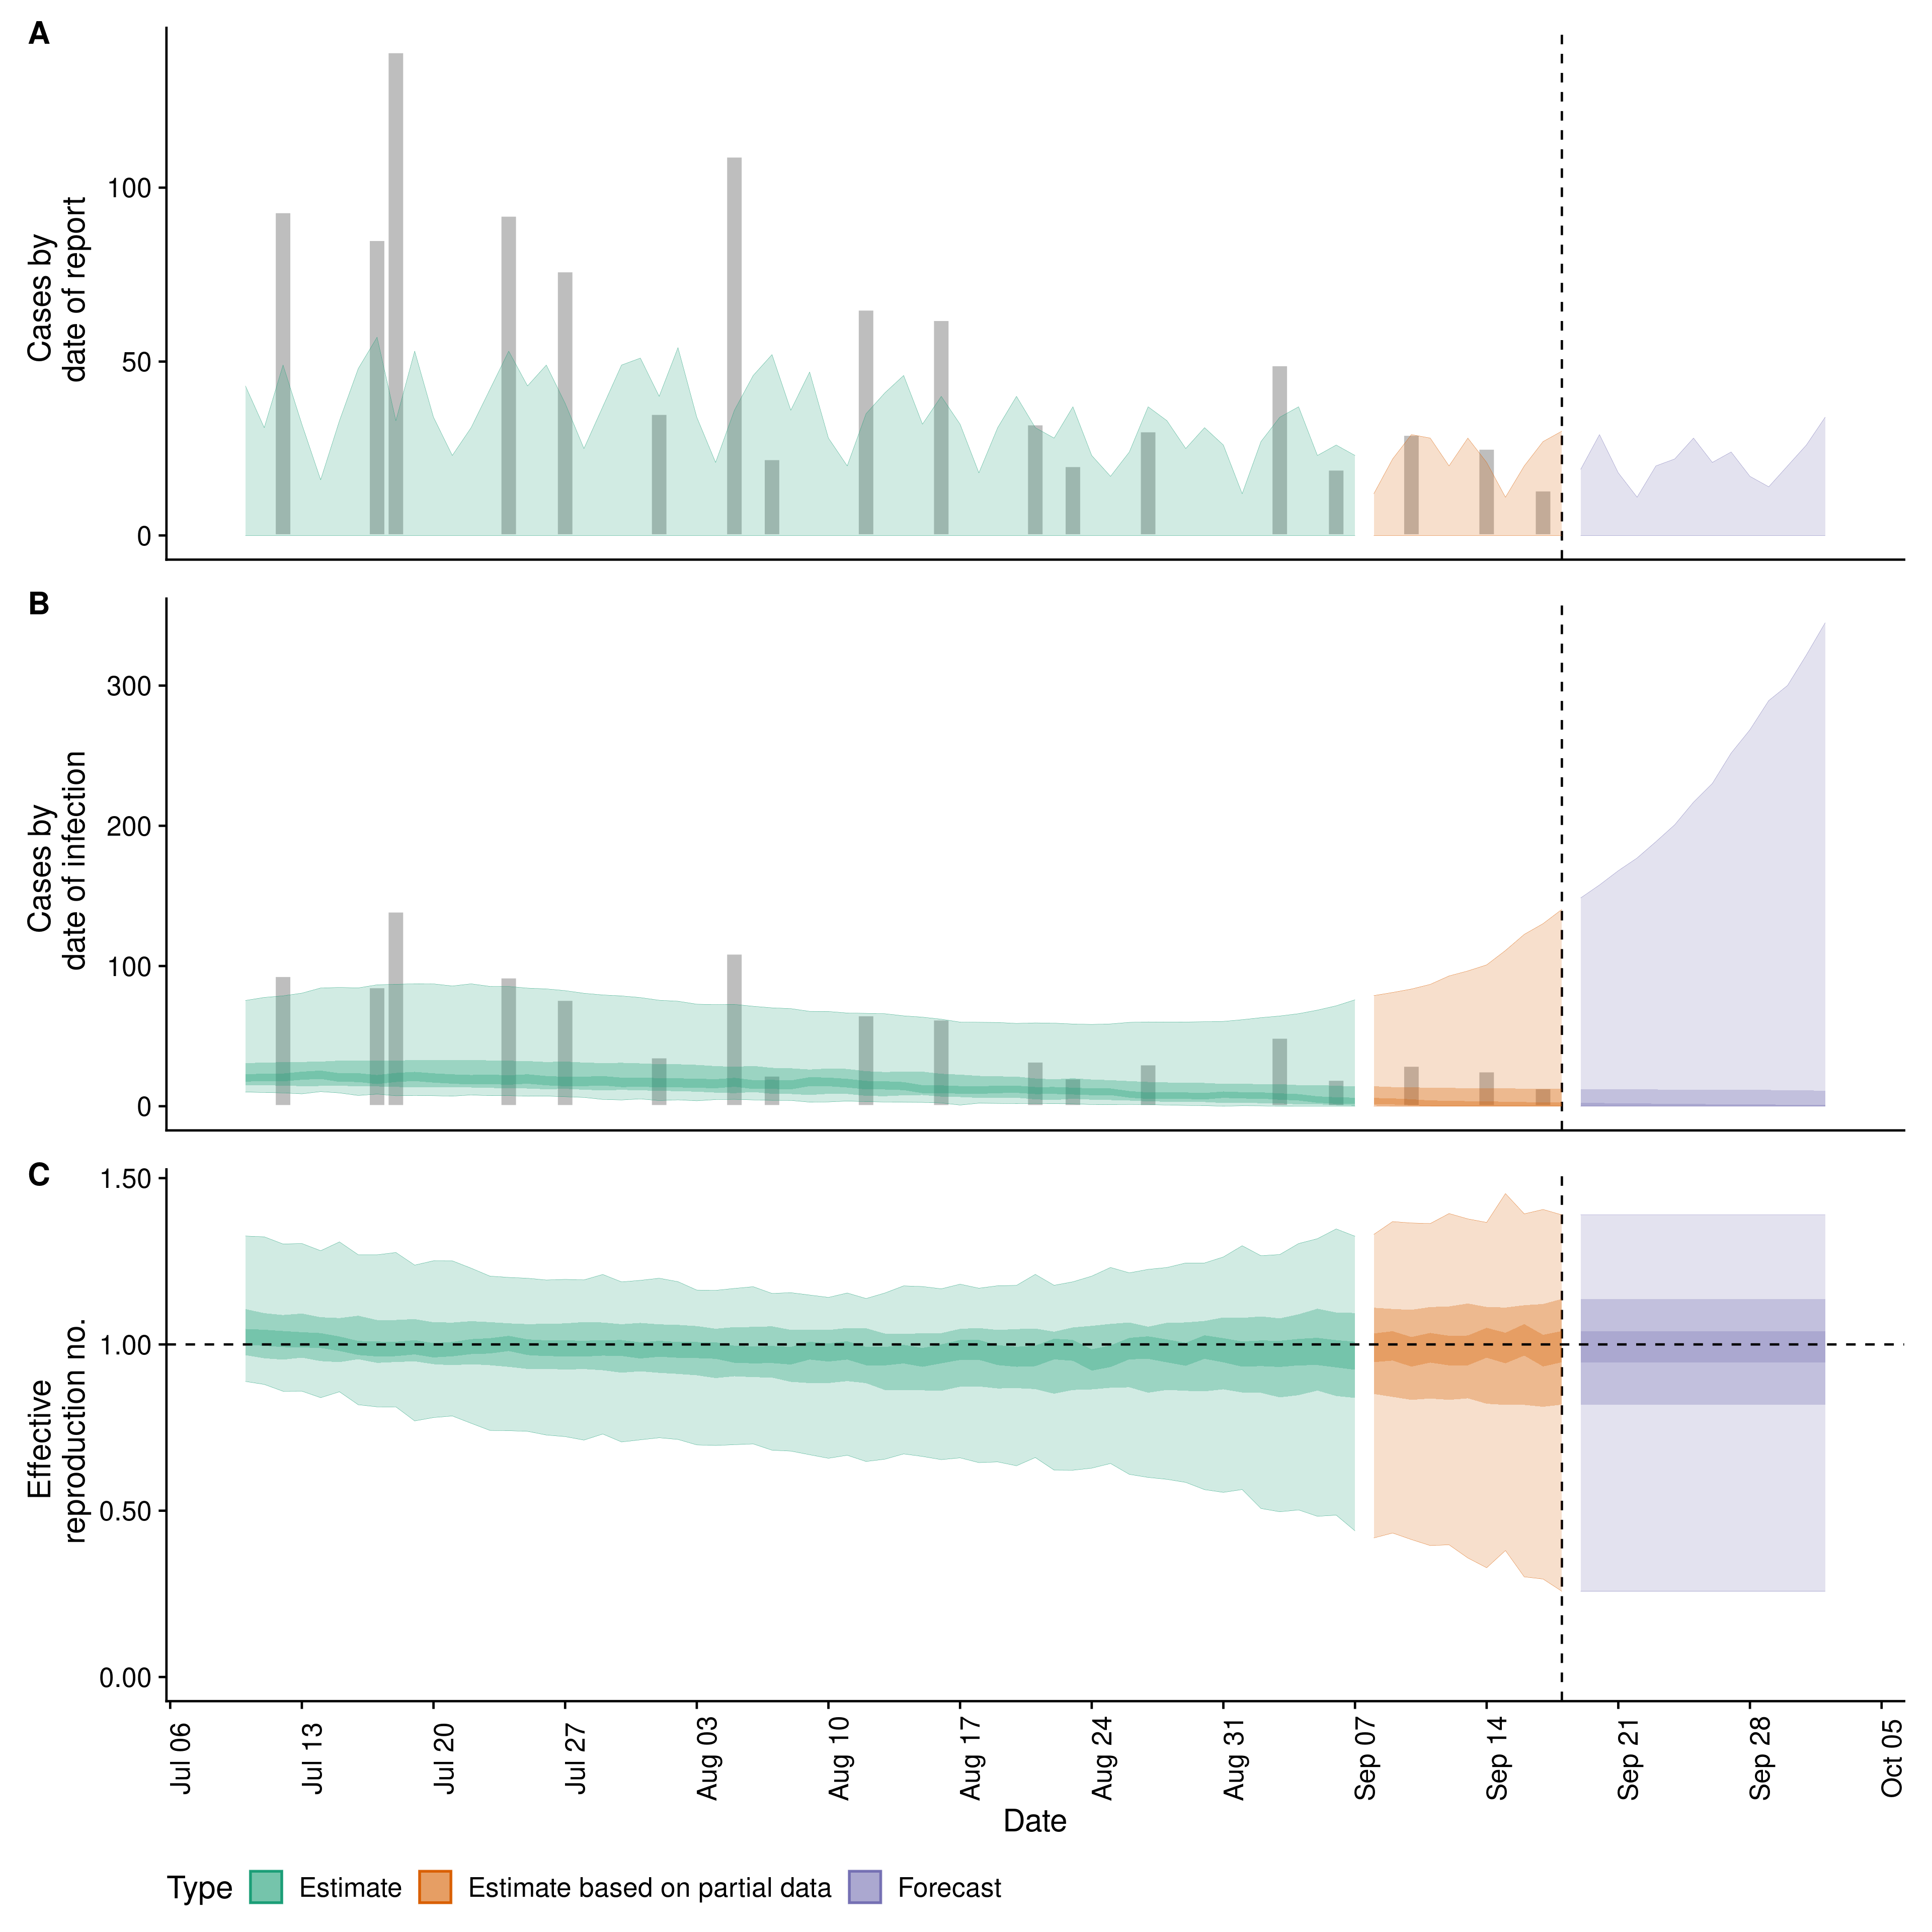 A
Cases by
date of report
100
50
0
B
Cases by
date of infection
300
200
100
0
C
Effective
reproduction no.
1.50
1.00
0.50
0.00
Jul 06
Jul 13
Jul 20
Jul 27
Aug 03
Aug 10
Aug 17
Aug 24
Aug 31
Sep 07
Sep 14
Sep 21
Sep 28
Oct 05
Date
Type Estimate Estimate based on partial data Forecast